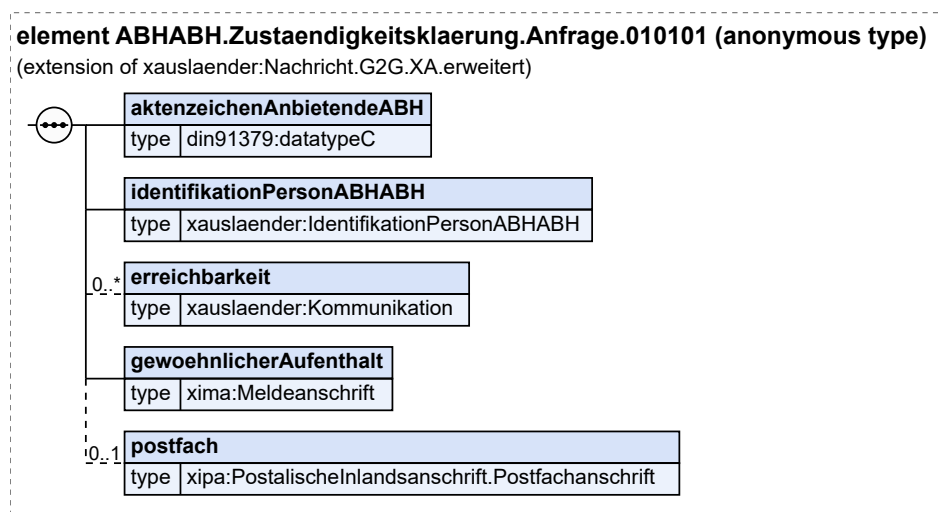 element ABHABH.Zustaendigkeitsklaerung.Anfrage.010101 (anonymous type)
(extension of xauslaender:Nachricht.G2G.XA.erweitert)
aktenzeichenAnbietendeABH
type din91379:datatypeC
identifikationPersonABHABH
type xauslaender:IdentifikationPersonABHABH
0..* erreichbarkeit
type xauslaender:Kommunikation
gewoehnlicherAufenthalt
type xima:Meldeanschrift
0..1 postfach
type xipa:PostalischeInlandsanschrift.Postfachanschrift